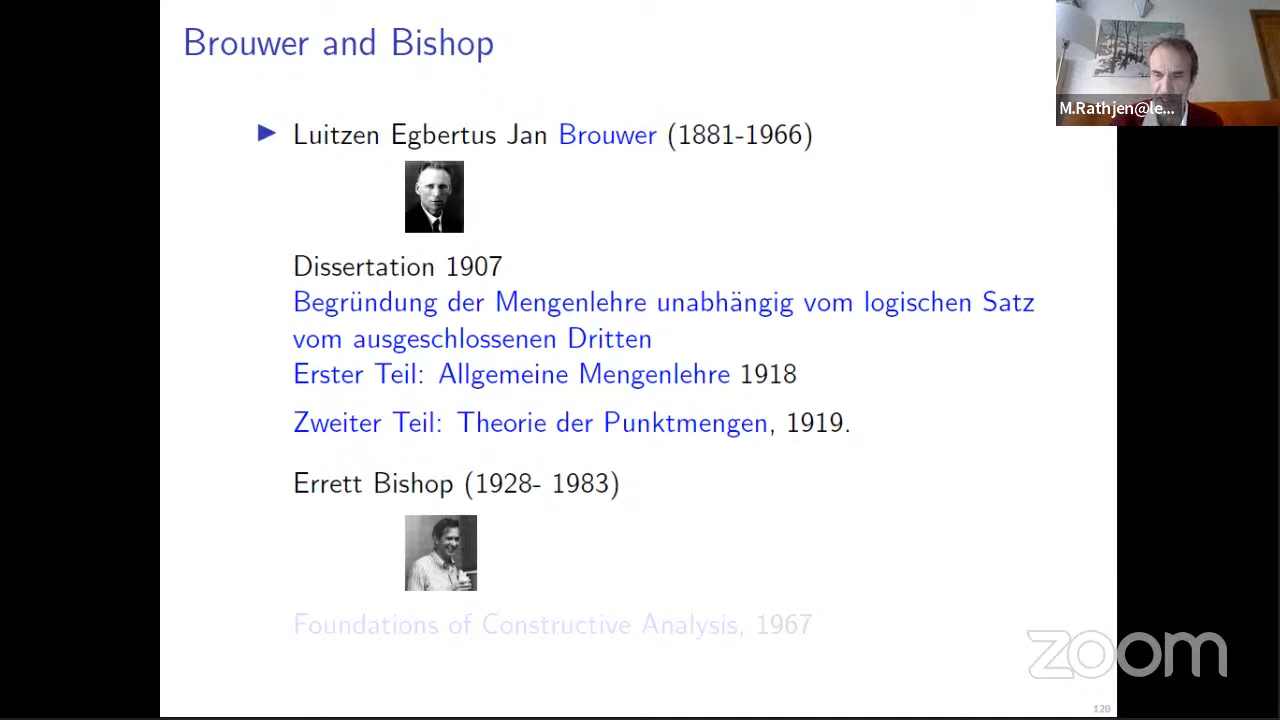 Brouwer and Bishop
M.Rathjen@le...
Luitzen Egbertus Jan Brouwer (1881-1966)
Dissertation 1907
Begründung der Mengenlehre unabhängig vom logischen Satz
vom ausgeschlossenen Dritten
Erster Teil: Allgemeine Mengenlehre 1918
Zweiter Teil: Theorie der Punktmengen, 1919.
Errett Bishop (1928- 1983)
Foundations of Constructive Analysis, 1967
zoom
120